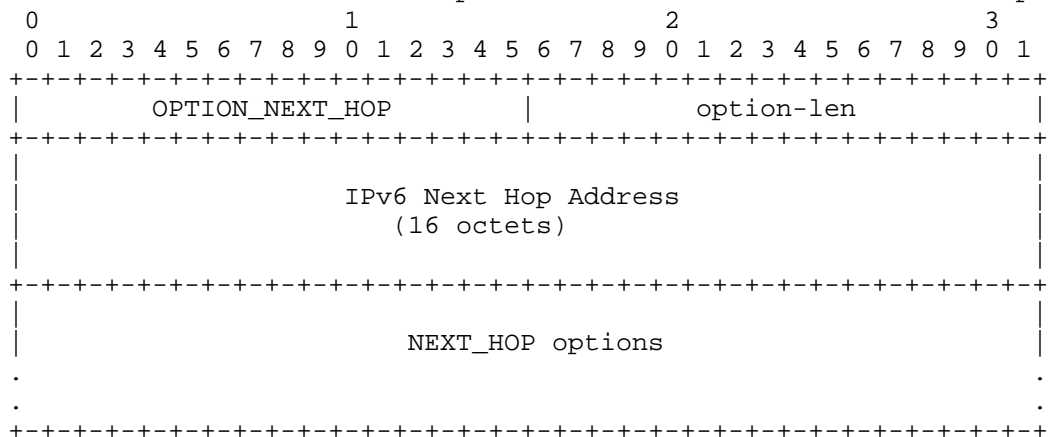 0                   1                   2                   3
 0 1 2 3 4 5 6 7 8 9 0 1 2 3 4 5 6 7 8 9 0 1 2 3 4 5 6 7 8 9 0 1
+-+-+-+-+-+-+-+-+-+-+-+-+-+-+-+-+-+-+-+-+-+-+-+-+-+-+-+-+-+-+-+-+
|        OPTION_NEXT_HOP        |          option-len           |
+-+-+-+-+-+-+-+-+-+-+-+-+-+-+-+-+-+-+-+-+-+-+-+-+-+-+-+-+-+-+-+-+
|                                                               |
|                    IPv6 Next Hop Address                      |
|                       (16 octets)                             |
|                                                               |
+-+-+-+-+-+-+-+-+-+-+-+-+-+-+-+-+-+-+-+-+-+-+-+-+-+-+-+-+-+-+-+-+
|                                                               |
|                        NEXT_HOP options                       |
.                                                               .
.                                                               .
+-+-+-+-+-+-+-+-+-+-+-+-+-+-+-+-+-+-+-+-+-+-+-+-+-+-+-+-+-+-+-+-+